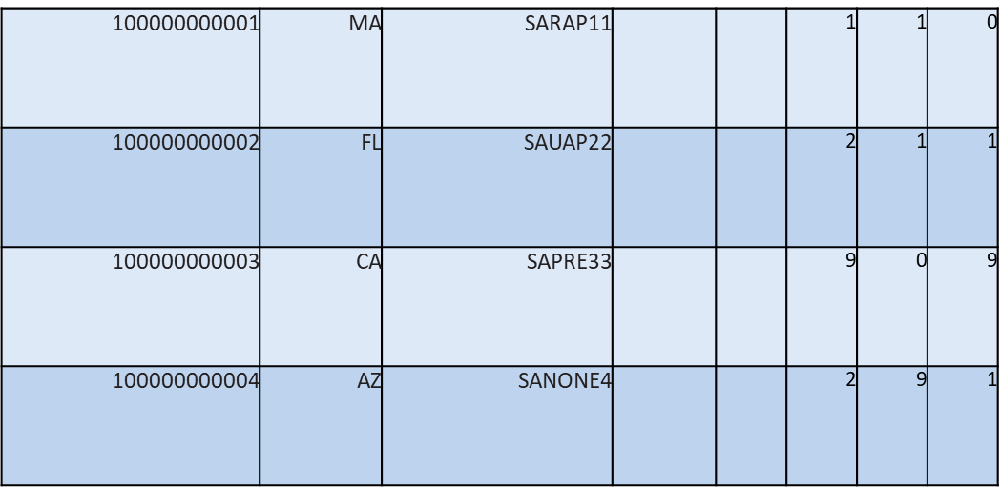 100000000001 MA SARAP11 1 1 0
100000000002 FL SAUAP22 2 1 1
100000000003 CA SAPRE33 9 0 9
100000000004 AZ SANONE4 2 9 1